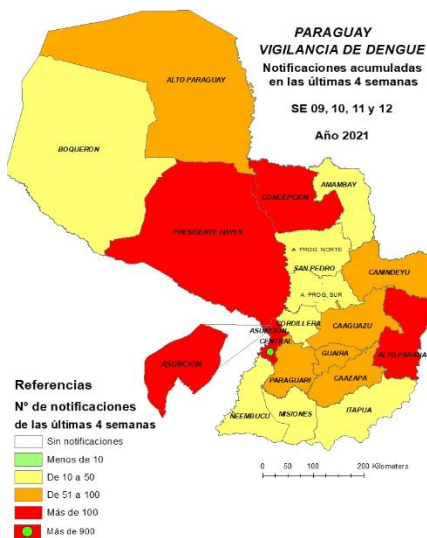 PARAGUAY
VIGILANCIA DE DENGUE
Notificaciones acumuladas
en las últimas 4 semanas
SE 09, 10, 11 y 12
Año 2021
ALTO PARAGUAY
BOQUERON
AMAMBAY
CONCEPCION
PRESIDENTE HAYES
A. PROG. NORTE
SAN PEDRO
CANINDEYU
A. PROG. SUR
CORDILLERA
CAAGUAZU
ASUNCION
CENTRAL
ALTO PARANA
GUAIRA
ASUNCION
PARAGUARI
CAAZAPA
ITAPUA
ÑEEMBUCU
MISIONES
Referencias
Nº de notificaciones
de las últimas 4 semanas
Sin notificaciones
Menos de 10
De 10 a 50
De 51 a 100
Más de 100
Más de 900
0 50 100 200 Kilometers